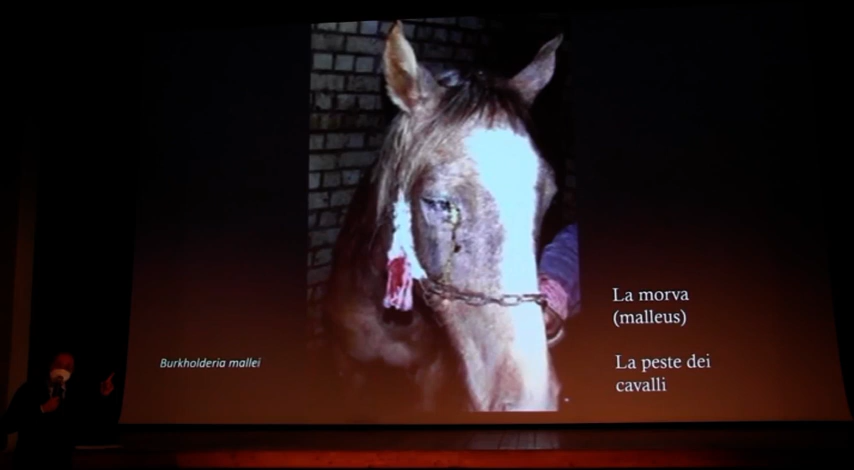 Burkholderia mallei
La morva
(malleus)
La peste dei
cavalli